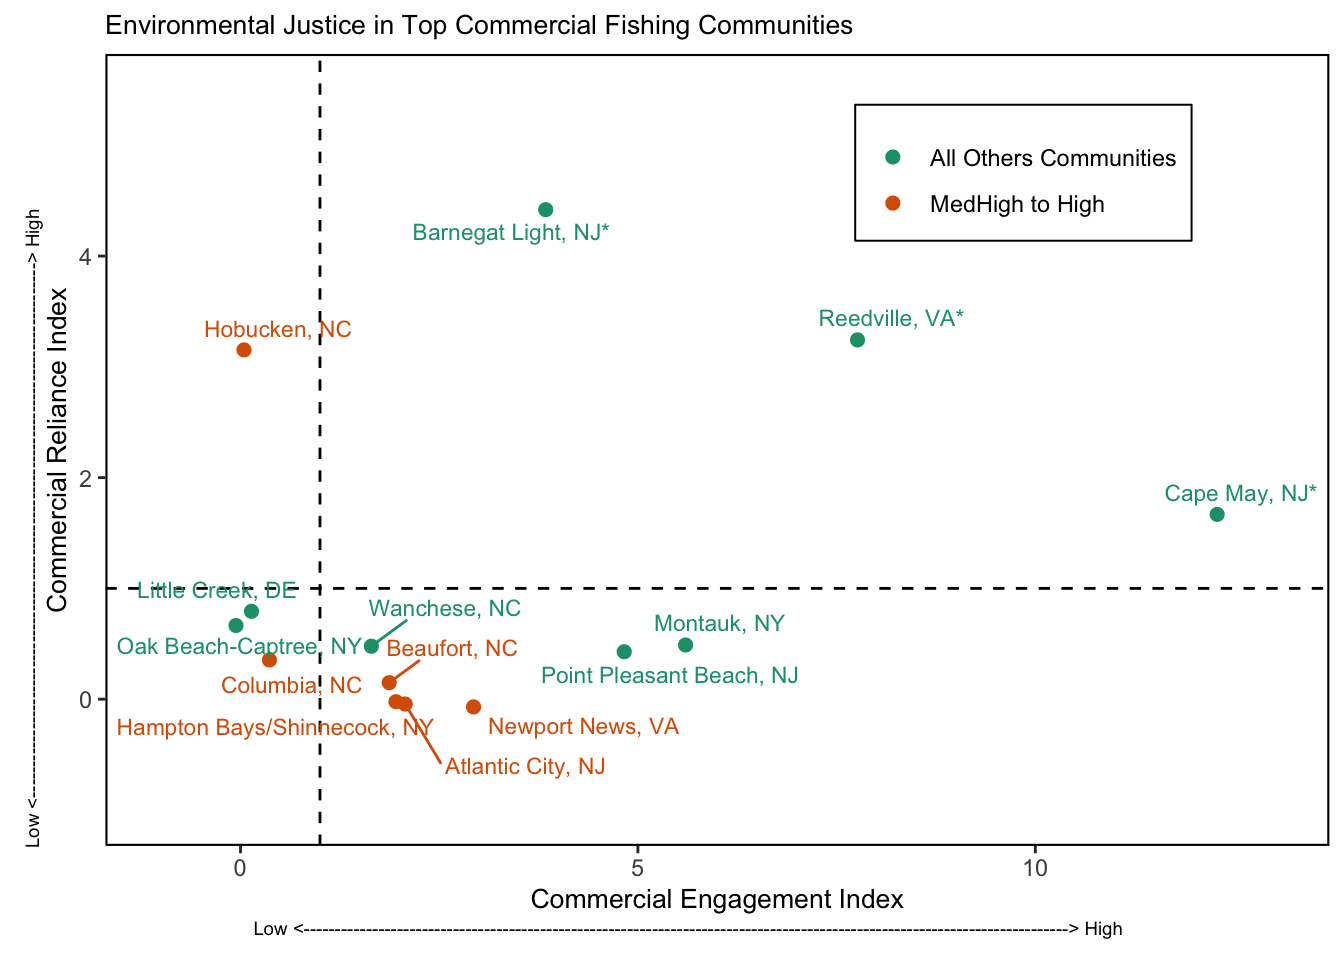 Environmental Justice in Top Commercial Fishing Communities
All Others Communities
MedHigh to High
Barnegat Light, NJ*
Reedville, VA*
Hobucken, NC
Cape May, NJ*
Little Creek, DE
Wanchese, NC
Montauk, NY
Oak Beach-Captree, NY
Beaufort, NC
Point Pleasant Beach, NJ
Columbia, NC
Hampton Bays/Shinnecock, NY
Newport News, VA
Atlantic City, NJ
4
2
0
Commercial Reliance Index
Low <--------------------------------------------------------------------------------------> High
0
5
10
Commercial Engagement Index
Low <----------------------------------------------------------------------------------------------------------------------------> High